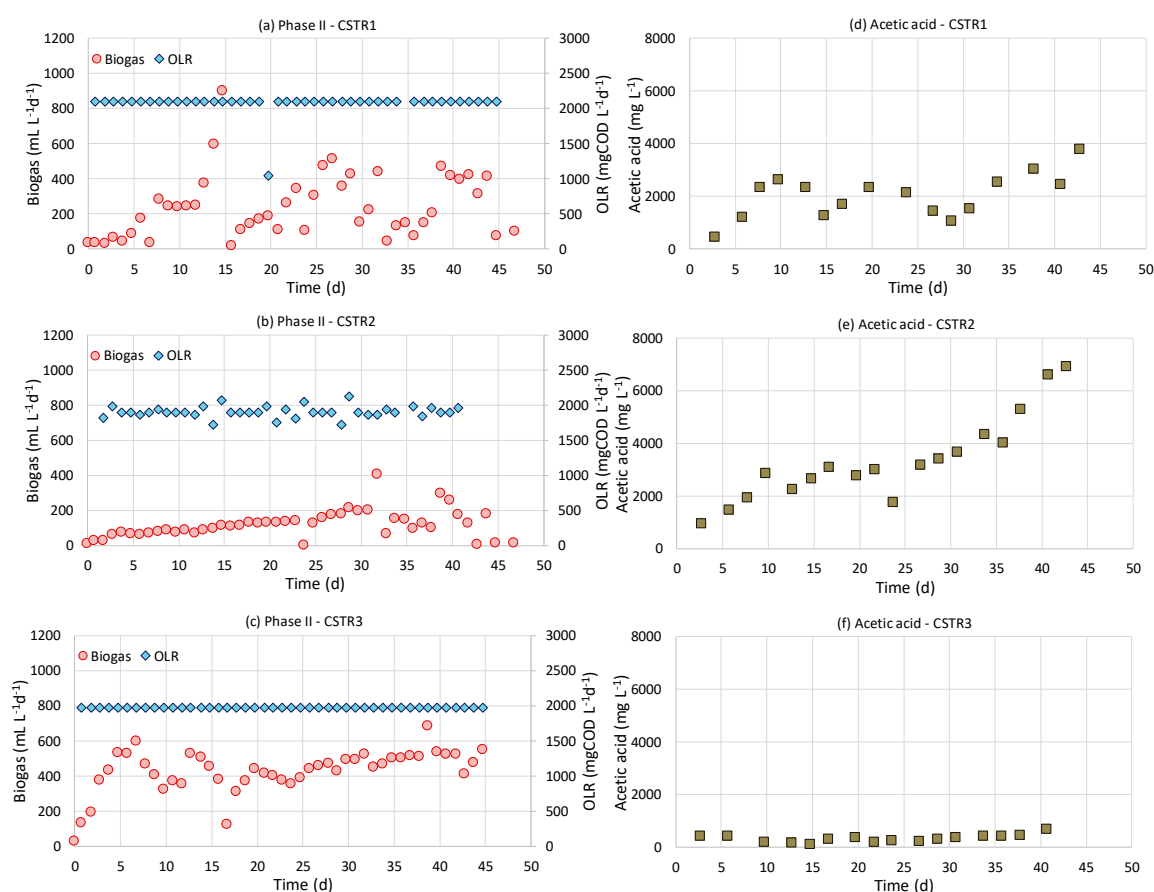 (a) Phase II - CSTR1
1200 1000 800 600 400 200 0
Biogas (mL L⁻¹d⁻¹)
Biogas OLR
3000 2500 2000 1500 1000 500 0
OLR (mgCOD L⁻¹d⁻¹)
0 5 10 15 20 25 30 35 40 45 50
Time (d)
(d) Acetic acid - CSTR1
8000 6000 4000 2000 0
Acetic acid (mg L⁻¹)
0 5 10 15 20 25 30 35 40 45 50
Time (d)
(b) Phase II - CSTR2
1200 1000 800 600 400 200 0
Biogas (mL L⁻¹d⁻¹)
Biogas OLR
3000 2500 2000 1500 1000 500 0
OLR (mgCOD L⁻¹d⁻¹)
0 5 10 15 20 25 30 35 40 45 50
Time (d)
(e) Acetic acid - CSTR2
8000 6000 4000 2000 0
Acetic acid (mg L⁻¹)
0 5 10 15 20 25 30 35 40 45 50
Time (d)
(c) Phase II - CSTR3
1200 1000 800 600 400 200 0
Biogas (mL L⁻¹d⁻¹)
Biogas OLR
3000 2500 2000 1500 1000 500 0
OLR (mgCOD L⁻¹d⁻¹)
0 5 10 15 20 25 30 35 40 45 50
Time (d)
(f) Acetic acid - CSTR3
8000 6000 4000 2000 0
Acetic acid (mg L⁻¹)
0 5 10 15 20 25 30 35 40 45 50
Time (d)